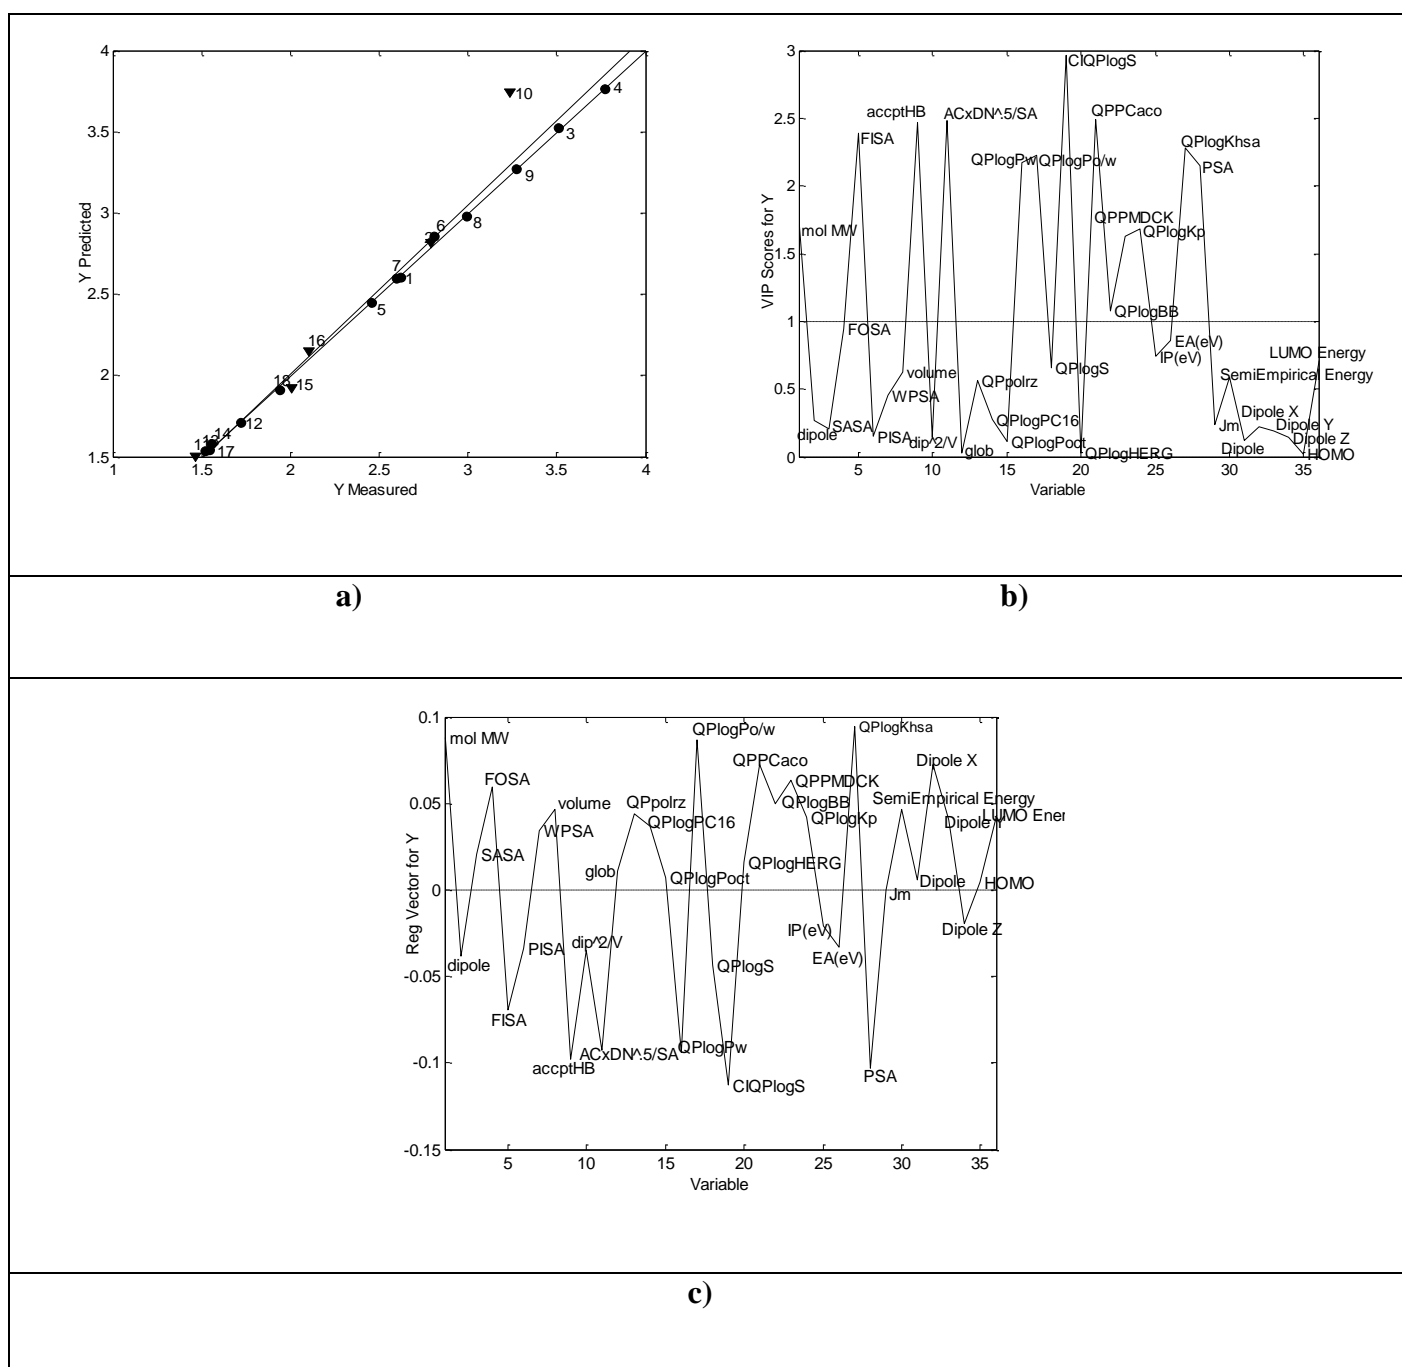 4
3.5
3
2.5
2
1.5
1
1.5
2
2.5
3
3.5
4
Y Predicted
Y Measured
10
4
3
9
8
6
7
1
5
16
18
15
12
14
11
17
3
2.5
2
1.5
1
0.5
0
5
10
15
20
25
30
35
VIP Scores for Y
Variable
mol MW
dipole
SASA
FOSA
FISA
PISA
WPSA
volume
accptHB
dip^2/V
ACxDN^.5/SA
glob
QPpolrz
QPlogPC16
QPlogPoct
QPlogPw
QPlogPo/w
QPlogS
CIQPlogS
QPlogHERG
QPPCaco
QPlogBB
QPPMDCK
QPlogKp
IP(eV)
EA(eV)
QPlogKhsa
PSA
Jm
SemiEmpirical Energy
Dipole
Dipole X
Dipole Y
Dipole Z
HOMO
LUMO Energy
a)
b)
0.1
0.05
0
-0.05
-0.1
-0.15
5
10
15
20
25
30
35
Reg Vector for Y
Variable
mol MW
dipole
SASA
FOSA
FISA
PISA
WPSA
volume
accptHB
dip^2/V
ACxDN^.5/SA
glob
QPpolrz
QPlogPC16
QPlogPoct
QPlogPw
QPlogPo/w
QPlogS
CIQPlogS
QPlogHERG
QPPCaco
QPlogBB
QPPMDCK
QPlogKp
IP(eV)
EA(eV)
QPlogKhsa
PSA
Jm
SemiEmpirical Energy
Dipole
Dipole X
Dipole Y
Dipole Z
HOMO
LUMO Ener
c)